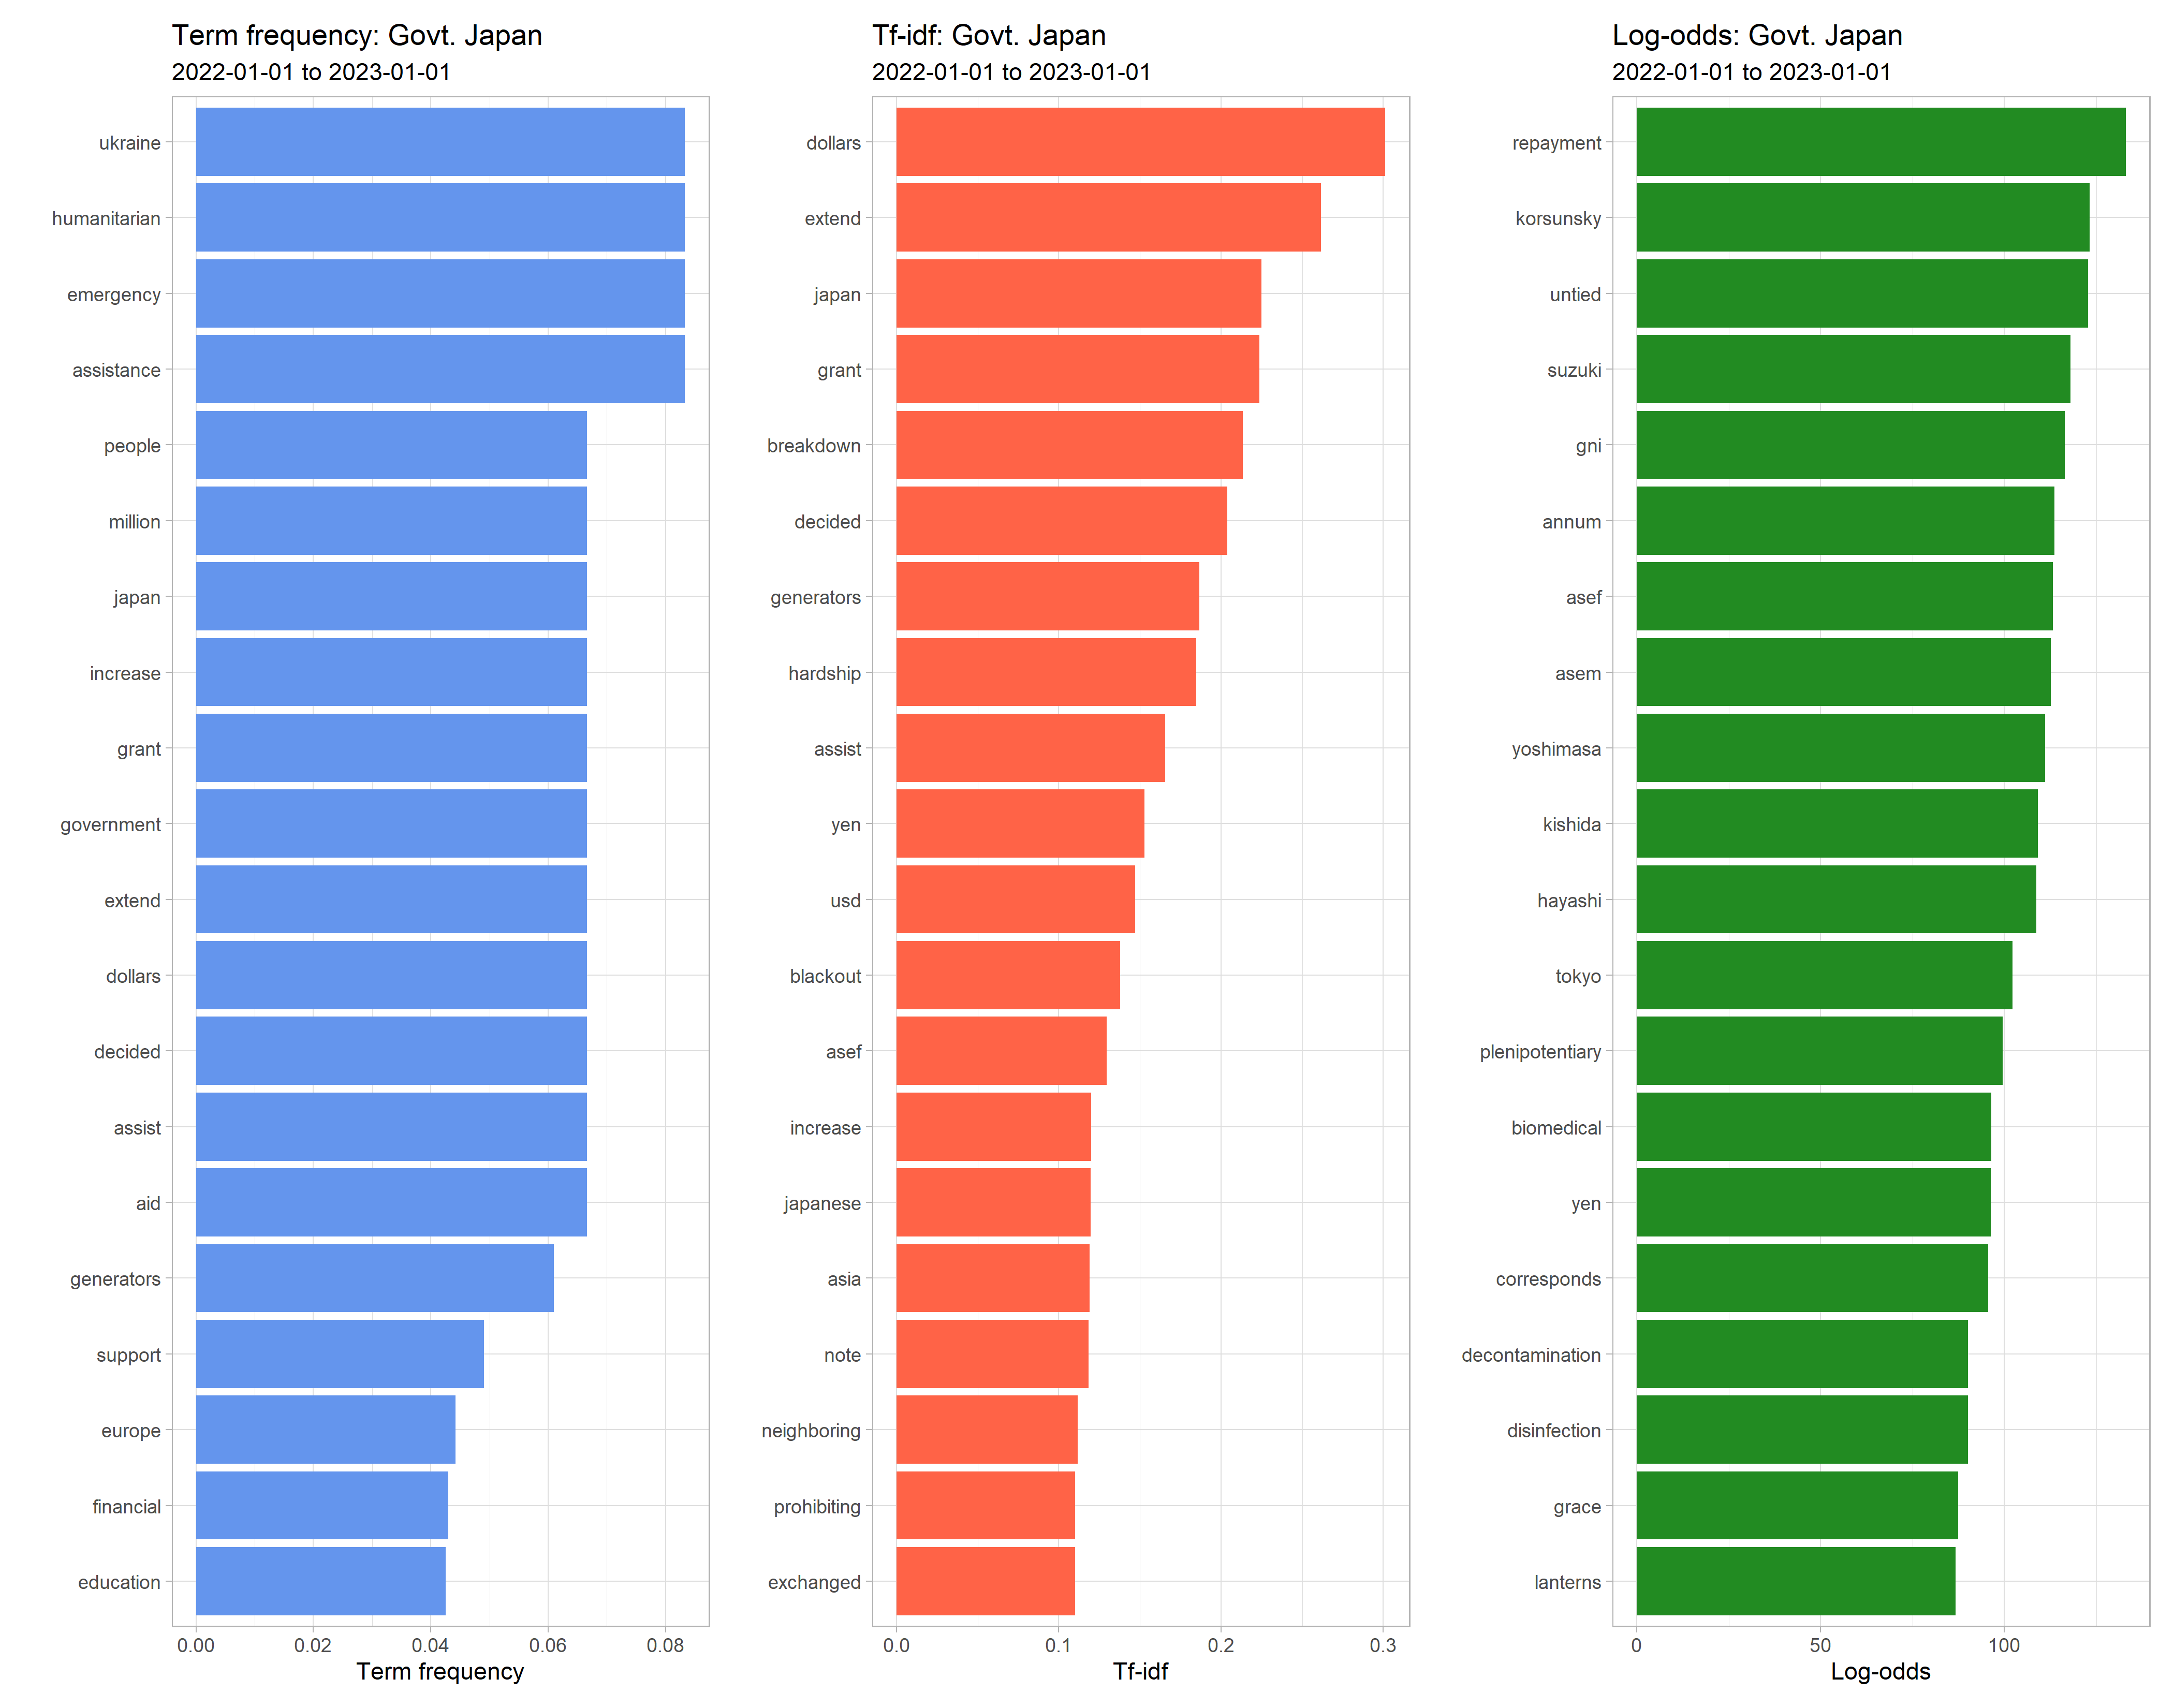 Term frequency: Govt. Japan
2022-01-01 to 2023-01-01
ukraine
humanitarian
emergency
assistance
people
million
japan
increase
grant
government
extend
dollars
decided
assist
aid
generators
support
europe
financial
education
0.00 0.02 0.04 0.06 0.08
Term frequency
Tf-idf: Govt. Japan
2022-01-01 to 2023-01-01
dollars
extend
japan
grant
breakdown
decided
generators
hardship
assist
yen
usd
blackout
asef
increase
japanese
asia
note
neighboring
prohibiting
exchanged
0.0 0.1 0.2 0.3
Tf-idf
Log-odds: Govt. Japan
2022-01-01 to 2023-01-01
repayment
korsunsky
untied
suzuki
gni
annum
asef
asem
yoshimasa
kishida
hayashi
tokyo
plenipotentiary
biomedical
yen
corresponds
decontamination
disinfection
grace
lanterns
0 50 100
Log-odds